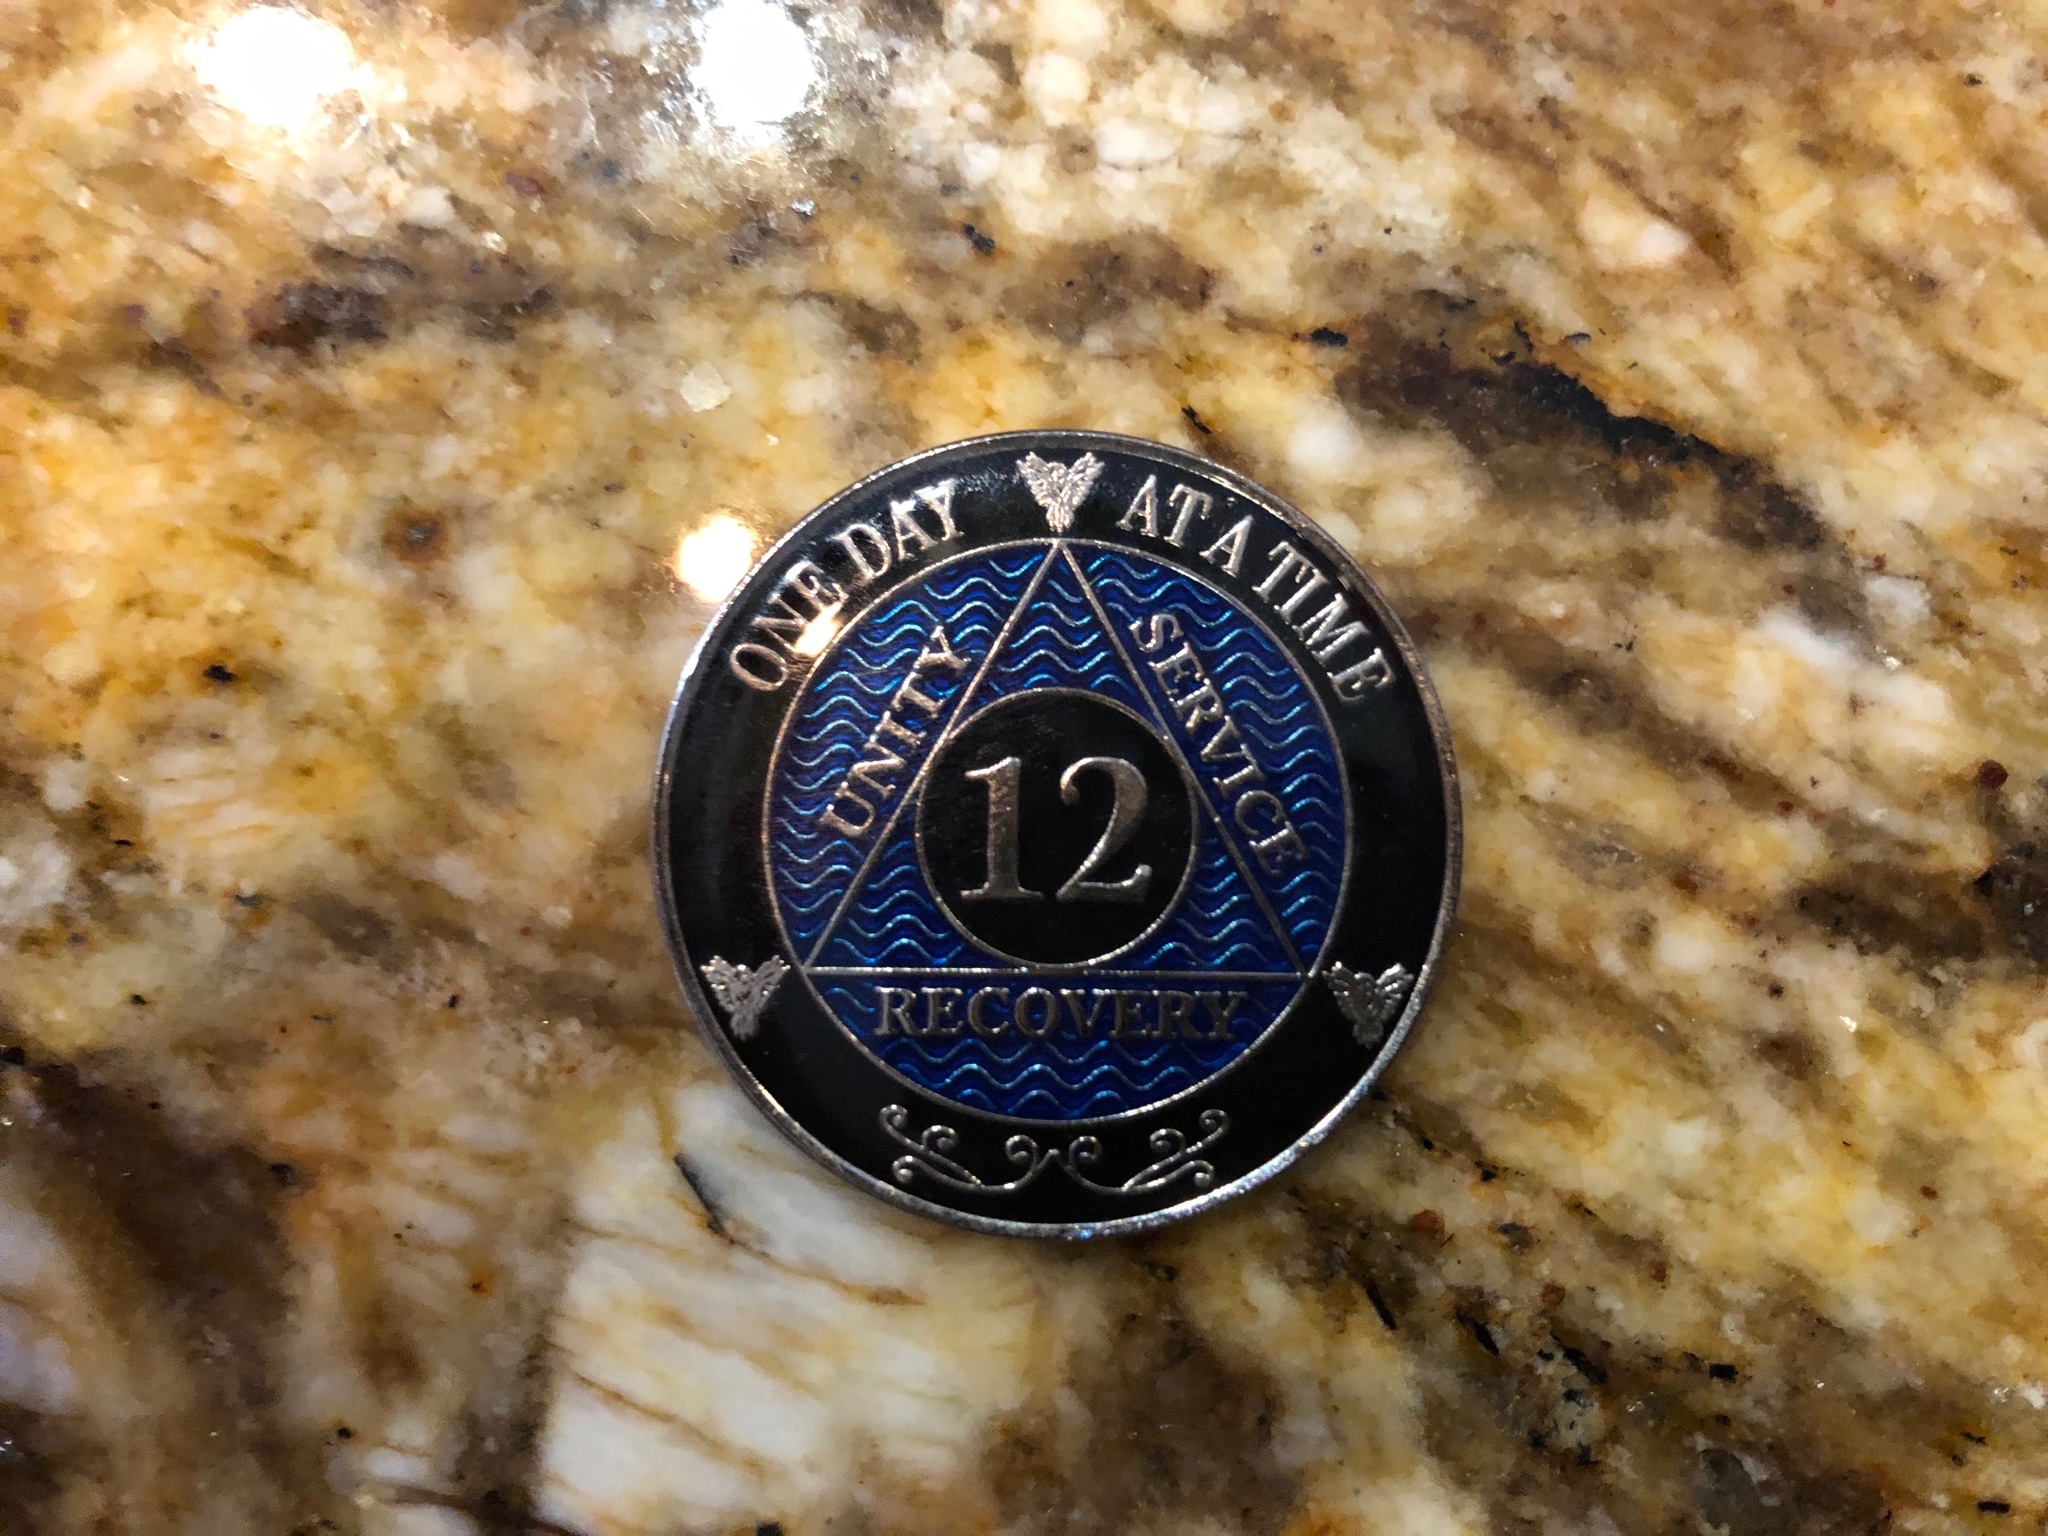 ONE DAY AT A TIME
UNITY
SERVICE
12
RECOVERY